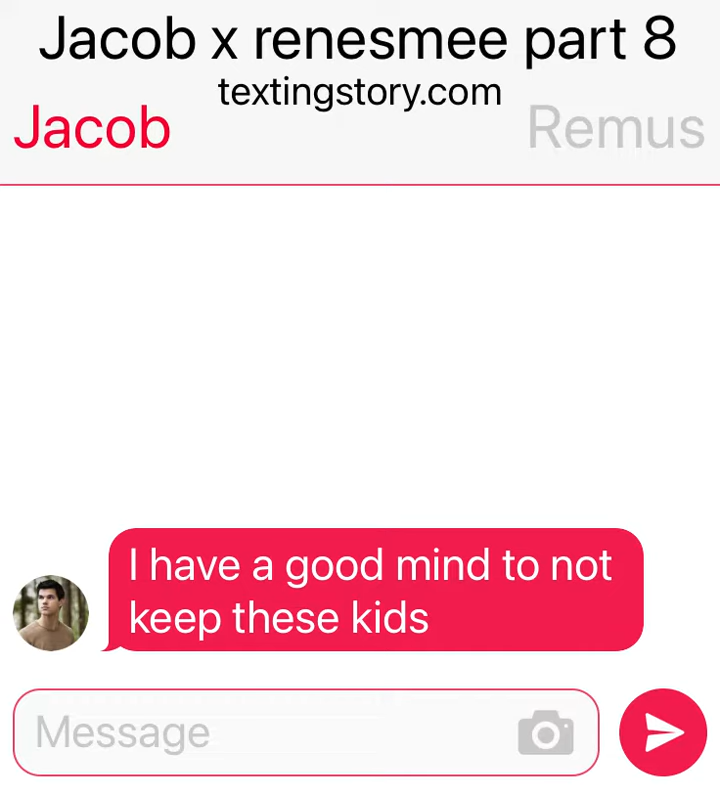 Jacob x renesmee part 8
textingstory.com
Jacob
Remus
I have a good mind to not
keep these kids
Message